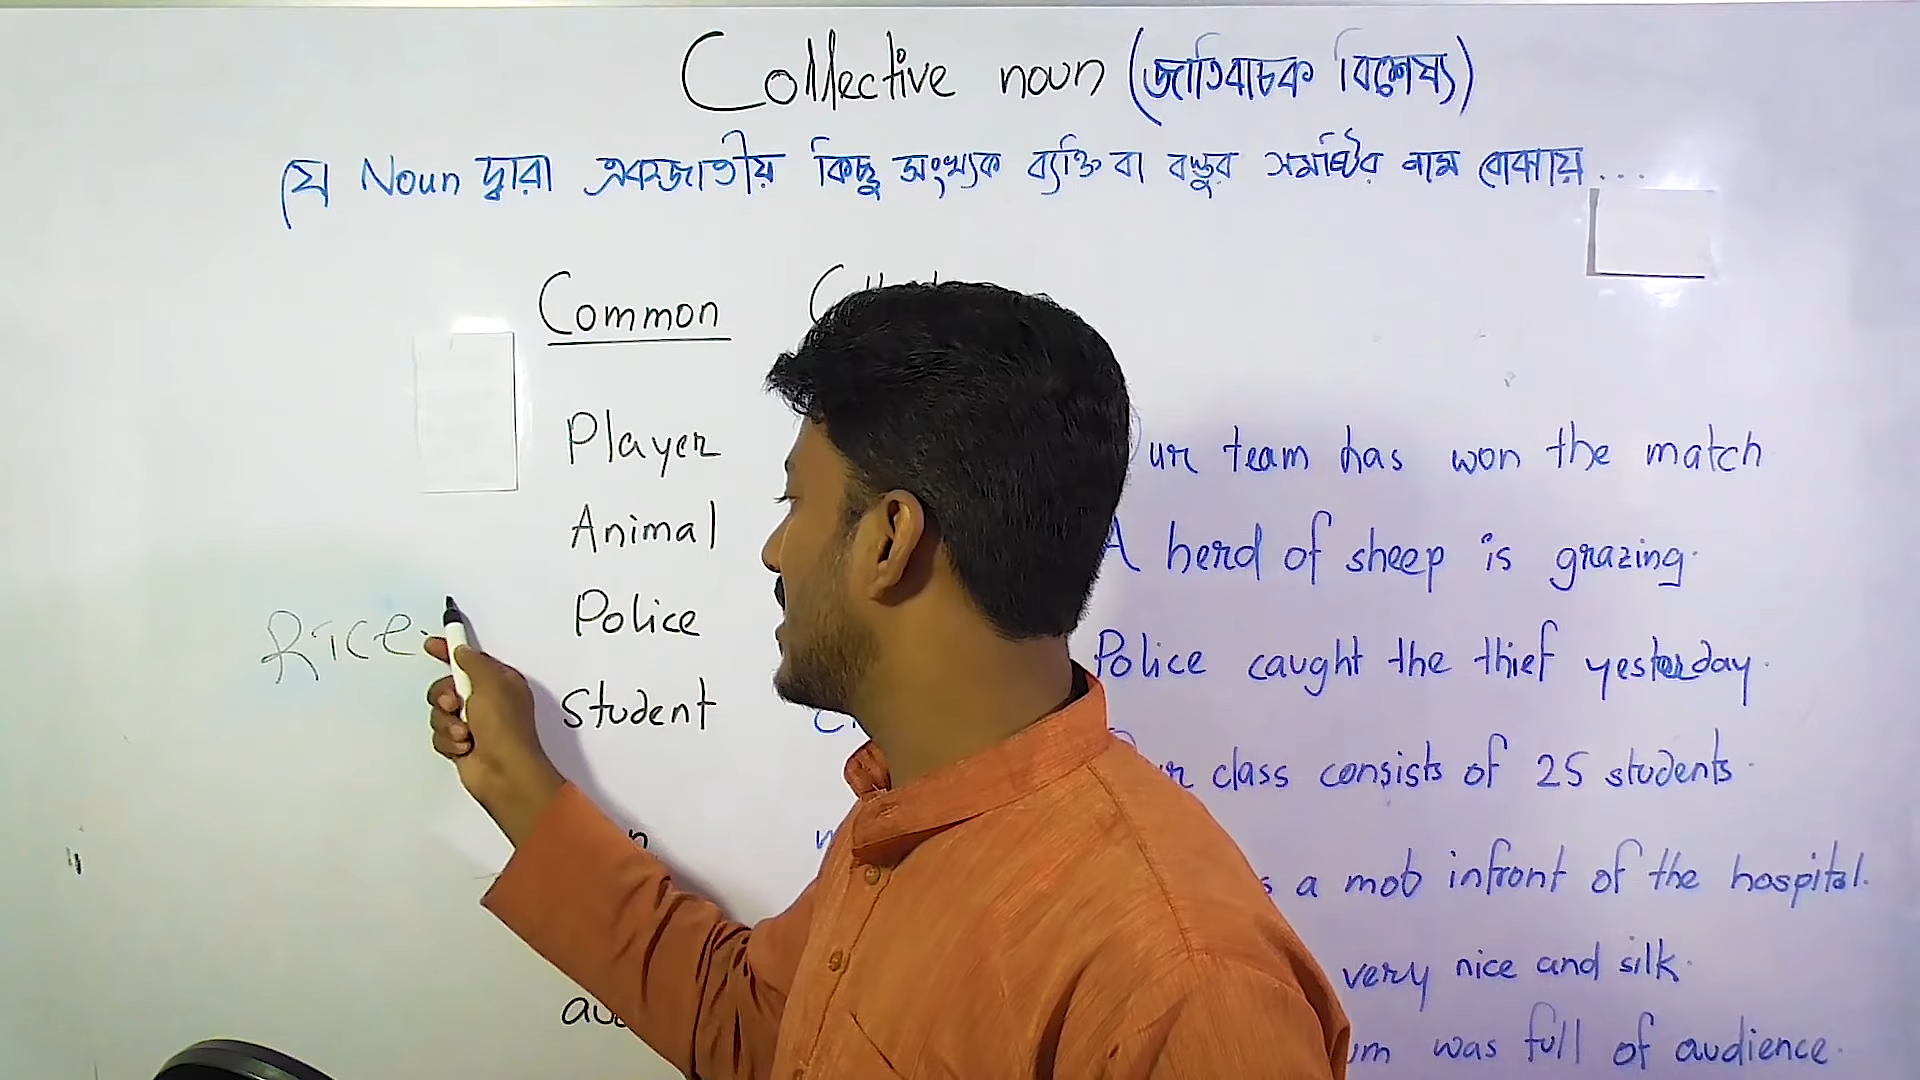 Collective noun (জাতিবাচক বিশেষ্য)
যে Noun দ্বারা একজাতীয় কিছু সংখ্যক ব্যক্তি বা বস্তুর সমষ্টির নাম বোঝায়...
Common
Player
ur team has won the match
Animal
A herd of sheep is grazing.
Rice
Police
Police caught the thief yesterday.
Student
class consists of 25 students.
a mob infront of the hospital.
very nice and silk.
was full of audience.